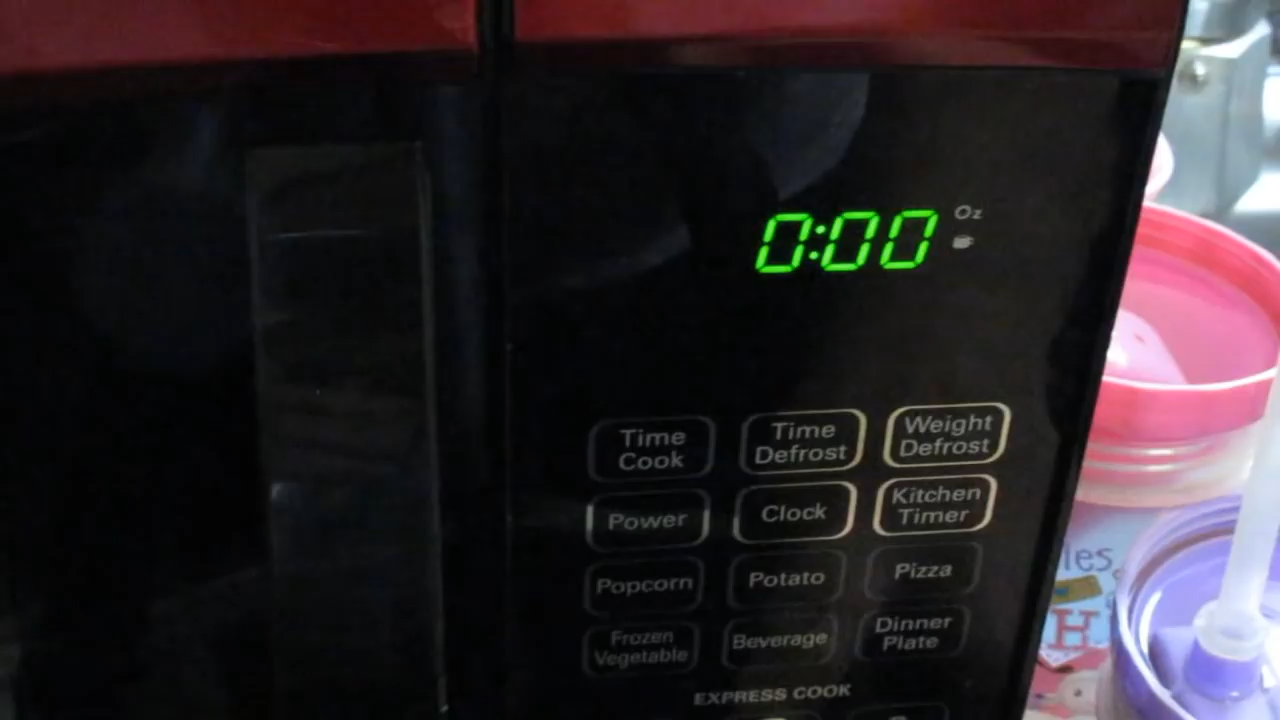 0:00
Oz
Time
Cook
Time
Defrost
Weight
Defrost
Power
Clock
Kitchen
Timer
Popcorn
Potato
Pizza
Frozen
Vegetable
Beverage
Dinner
Plate
EXPRESS COOK
les
H